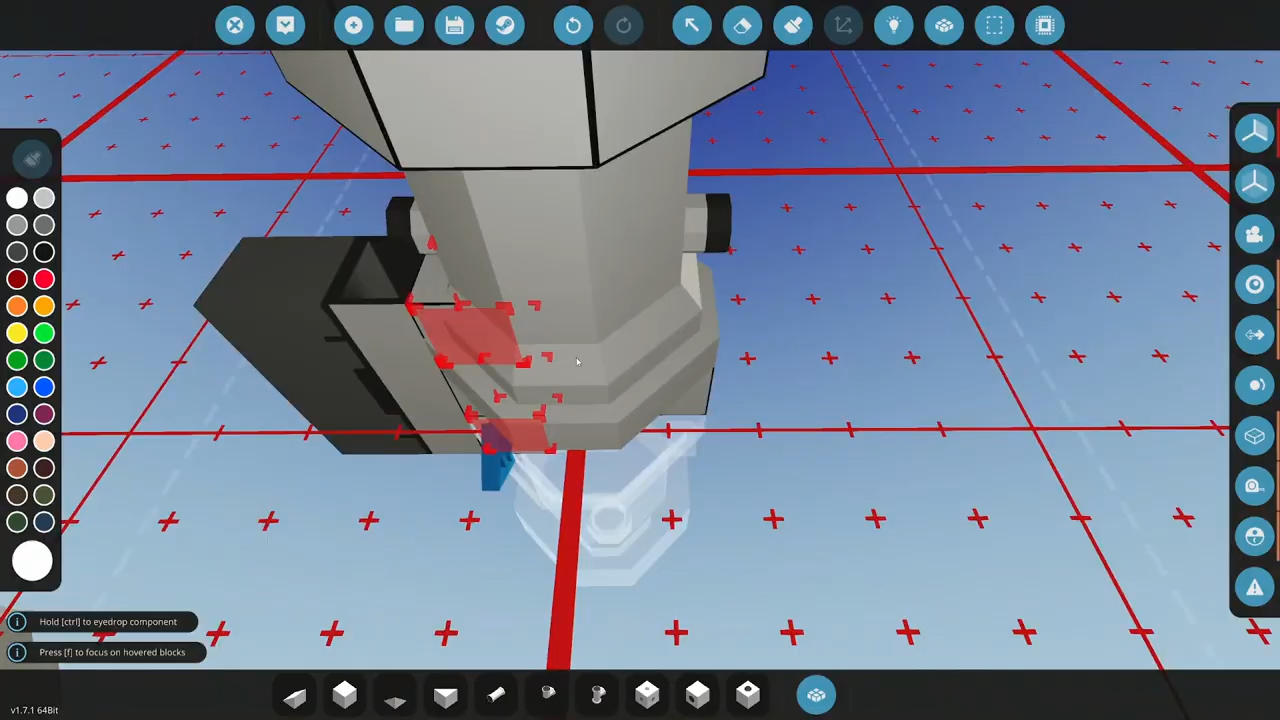 Hold [ctrl] to eyedrop component
Press [f] to focus on hovered blocks
v1.7.1 64Bit